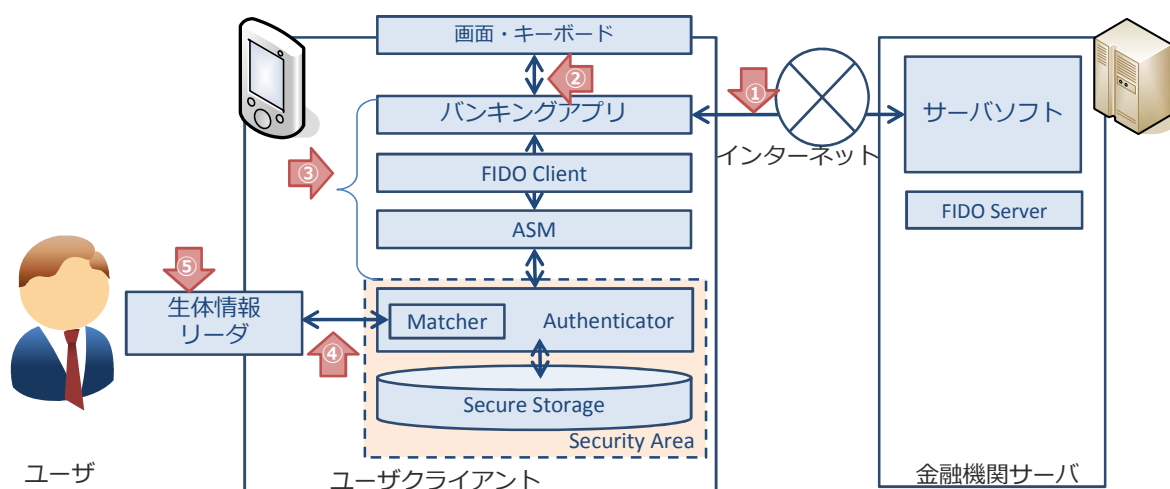 画面・キーボード
②
①
バンキングアプリ
サーバソフト
インターネット
③
FIDO Client
FIDO Server
ASM
⑤
生体情報
リーダ
Matcher
Authenticator
④
Secure Storage
Security Area
ユーザ
ユーザクライアント
金融機関サーバ